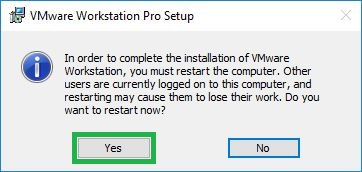 VMware Workstation Pro Setup
In order to complete the installation of VMware
Workstation, you must restart the computer. Other
users are currently logged on to this computer, and
restarting may cause them to lose their work. Do you
want to restart now?
Yes No